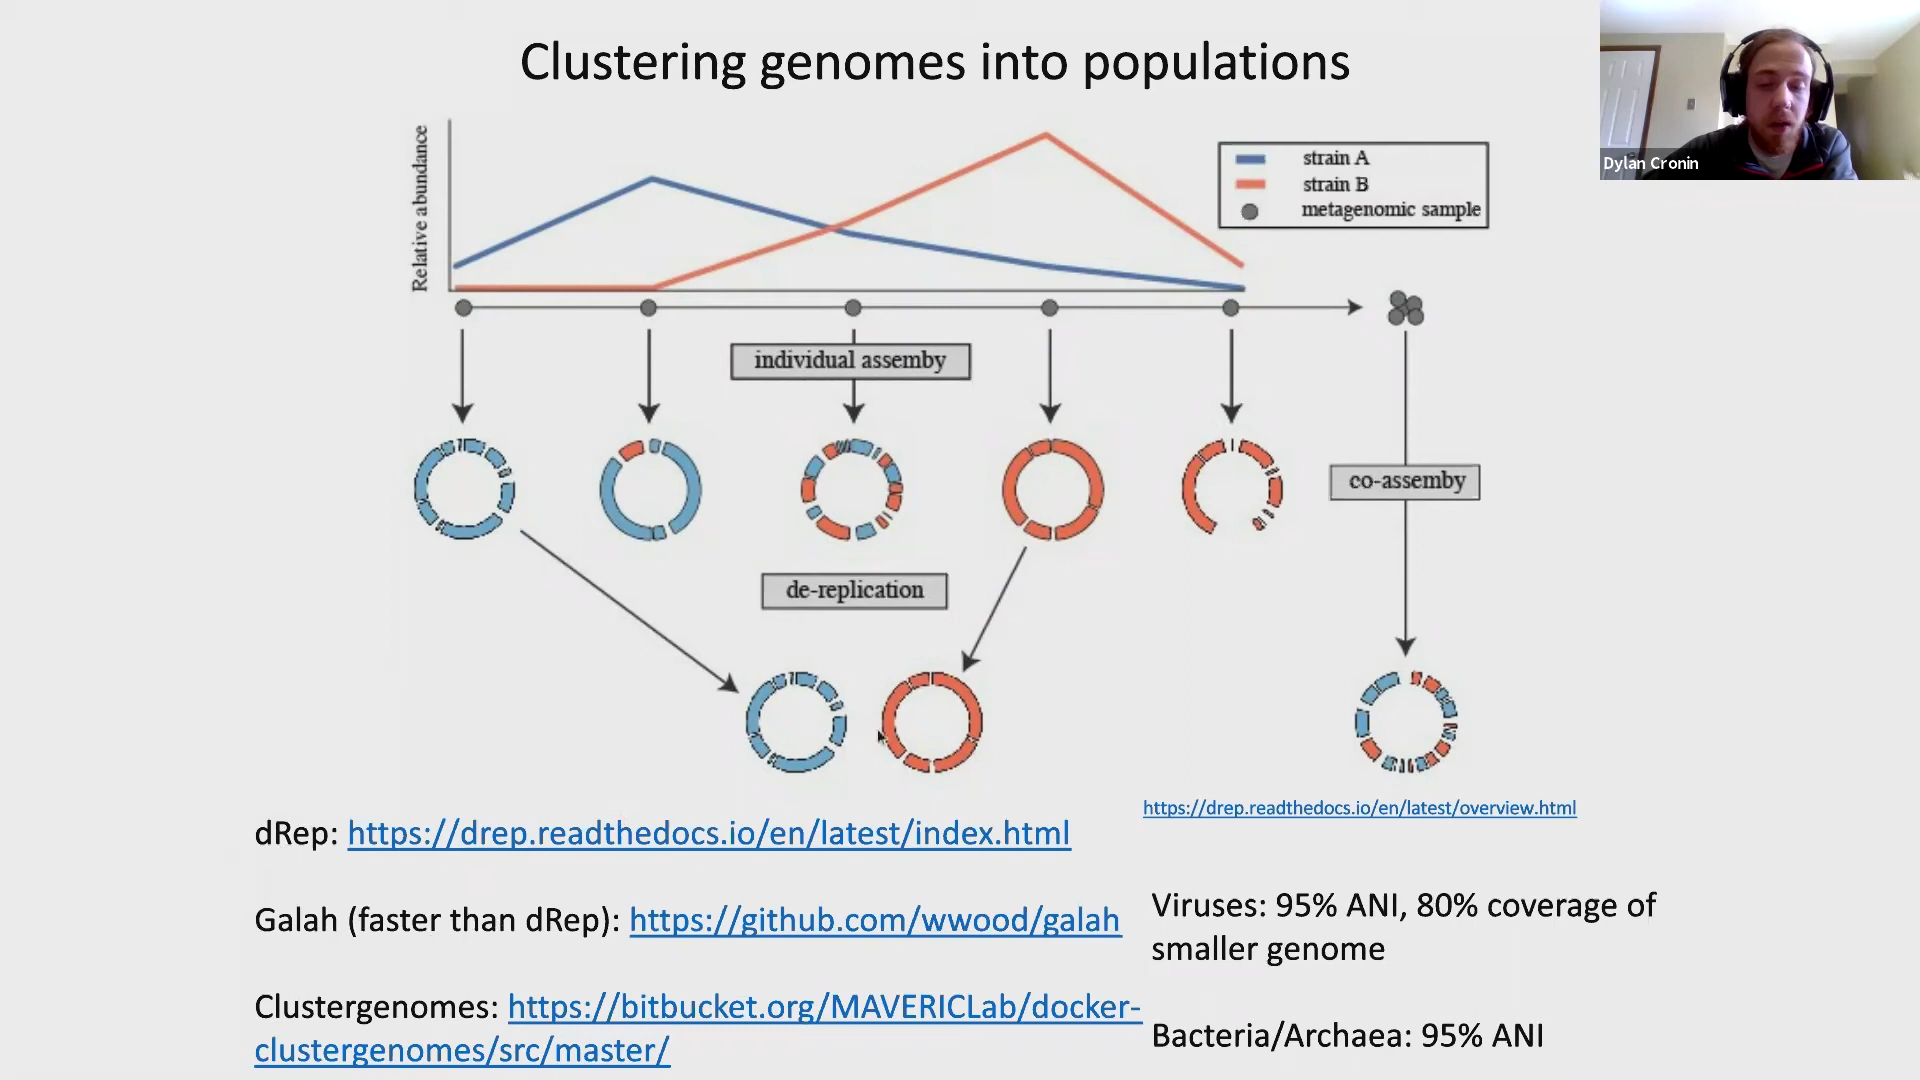 Clustering genomes into populations
Dylan Cronin
Relative abundance
strain A
strain B
metagenomic sample
individual assemby
co-assemby
de-replication
https://drep.readthedocs.io/en/latest/overview.html
dRep: https://drep.readthedocs.io/en/latest/index.html
Galah (faster than dRep): https://github.com/wwood/galah
Clustergenomes: https://bitbucket.org/MAVERICLab/docker-
clustergenomes/src/master/
Viruses: 95% ANI, 80% coverage of
smaller genome
Bacteria/Archaea: 95% ANI